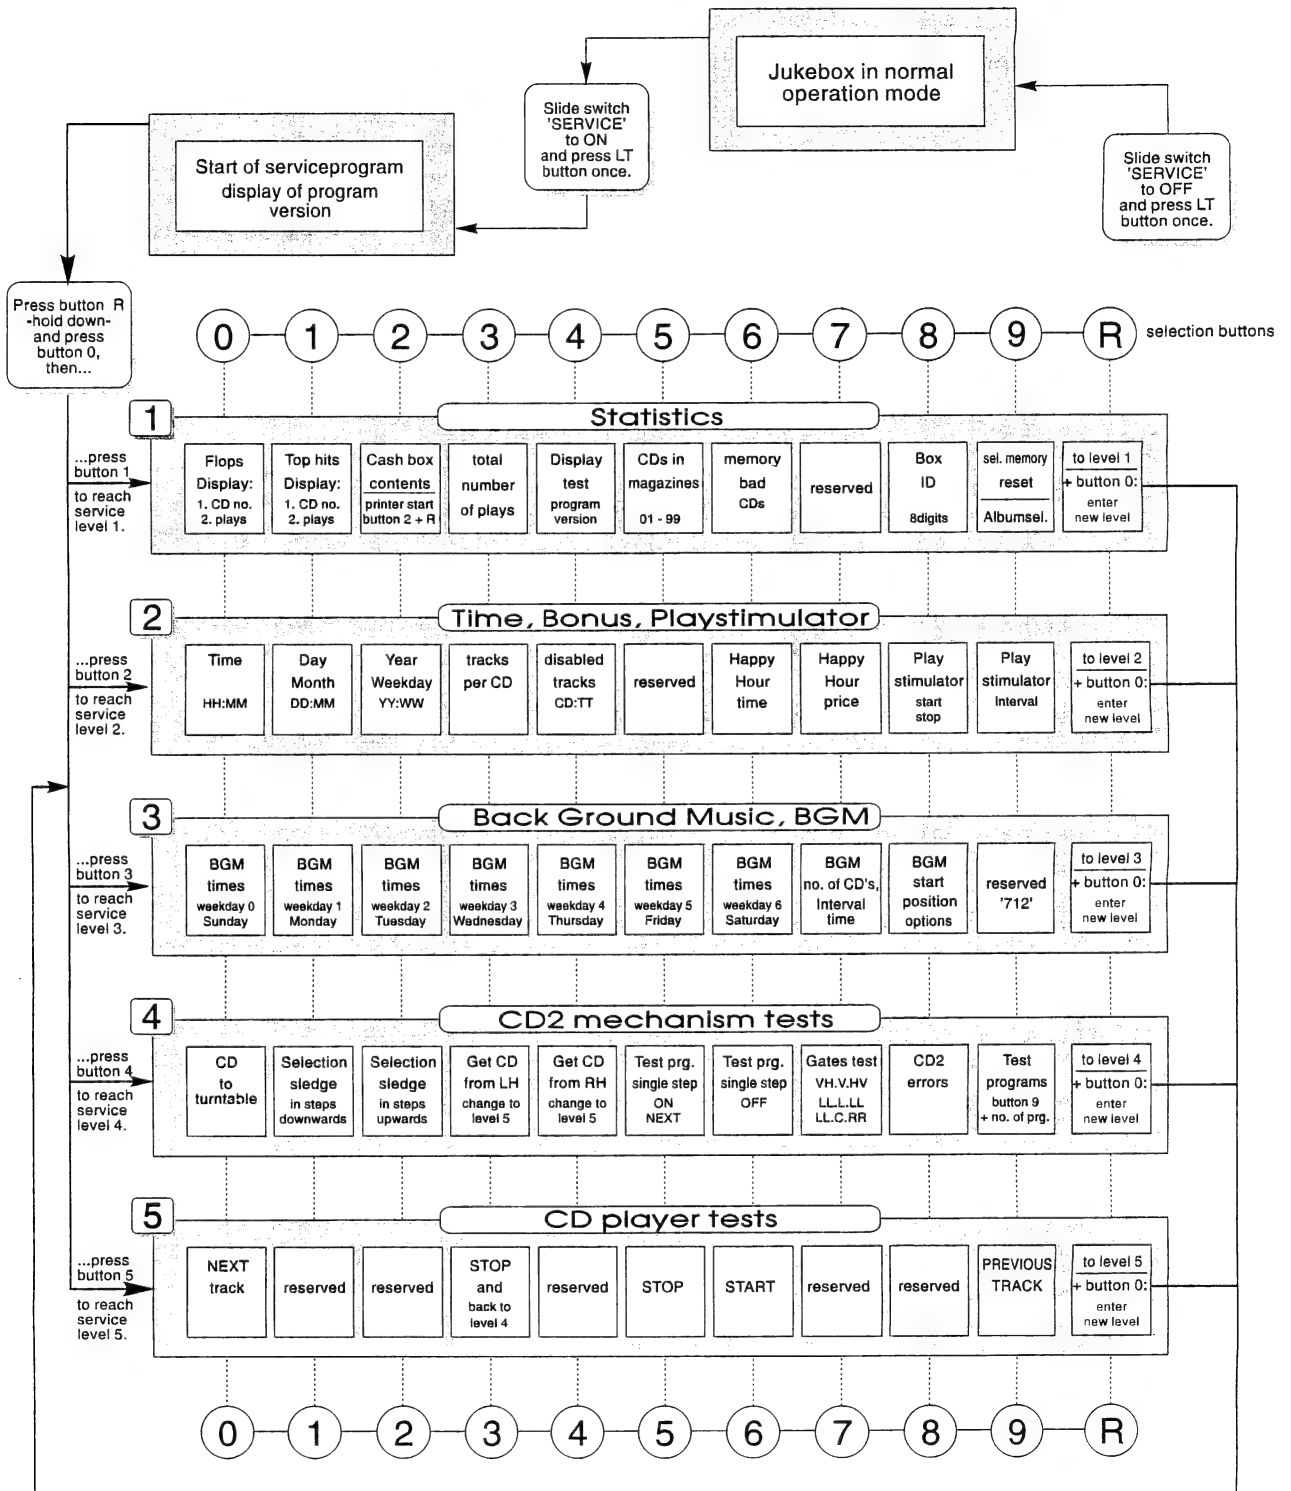 Jukebox in normal
operation mode
Slide switch
'SERVICE'
to ON
and press LT
button once.
Slide switch
'SERVICE'
to OFF
and press LT
button once.
Start of serviceprogram
display of program
version
Press button R
-hold down-
and press
button 0,
then...
0 1 2 3 4 5 6 7 8 9 R selection buttons
1
Statistics
...press
button 1
to reach
service
level 1.
Flops
Display:
1. CD no.
2. plays
Top hits
Display:
1. CD no.
2. plays
Cash box
contents
printer start
button 2 + R
total
number
of plays
Display
test
program
version
CDs in
magazines
01 - 99
memory
bad
CDs
reserved
Box
ID
8digits
sel. memory
reset
Albumsel.
to level 1
+ button 0:
enter
new level
2
Time, Bonus, Playstimulator
...press
button 2
to reach
service
level 2.
Time
HH:MM
Day
Month
DD:MM
Year
Weekday
YY:WW
tracks
per CD
disabled
tracks
CD:TT
reserved
Happy
Hour
time
Happy
Hour
price
Play
stimulator
start
stop
Play
stimulator
Interval
to level 2
+ button 0:
enter
new level
3
Back Ground Music, BGM
...press
button 3
to reach
service
level 3.
BGM
times
weekday 0
Sunday
BGM
times
weekday 1
Monday
BGM
times
weekday 2
Tuesday
BGM
times
weekday 3
Wednesday
BGM
times
weekday 4
Thursday
BGM
times
weekday 5
Friday
BGM
times
weekday 6
Saturday
BGM
no. of CD's,
Interval
time
BGM
start
position
options
reserved
'712'
to level 3
+ button 0:
enter
new level
4
CD2 mechanism tests
...press
button 4
to reach
service
level 4.
CD
to
turntable
Selection
sledge
in steps
downwards
Selection
sledge
in steps
upwards
Get CD
from LH
change to
level 5
Get CD
from RH
change to
level 5
Test prg.
single step
ON
NEXT
Test prg.
single step
OFF
Gates test
VH.V.HV
LL.L.LL
LL.C.RR
CD2
errors
Test
programs
button 9
+ no. of prg.
to level 4
+ button 0:
enter
new level
5
CD player tests
...press
button 5
to reach
service
level 5.
NEXT
track
reserved
reserved
STOP
and
back to
level 4
reserved
STOP
START
reserved
reserved
PREVIOUS
TRACK
to level 5
+ button 0:
enter
new level
0 1 2 3 4 5 6 7 8 9 R